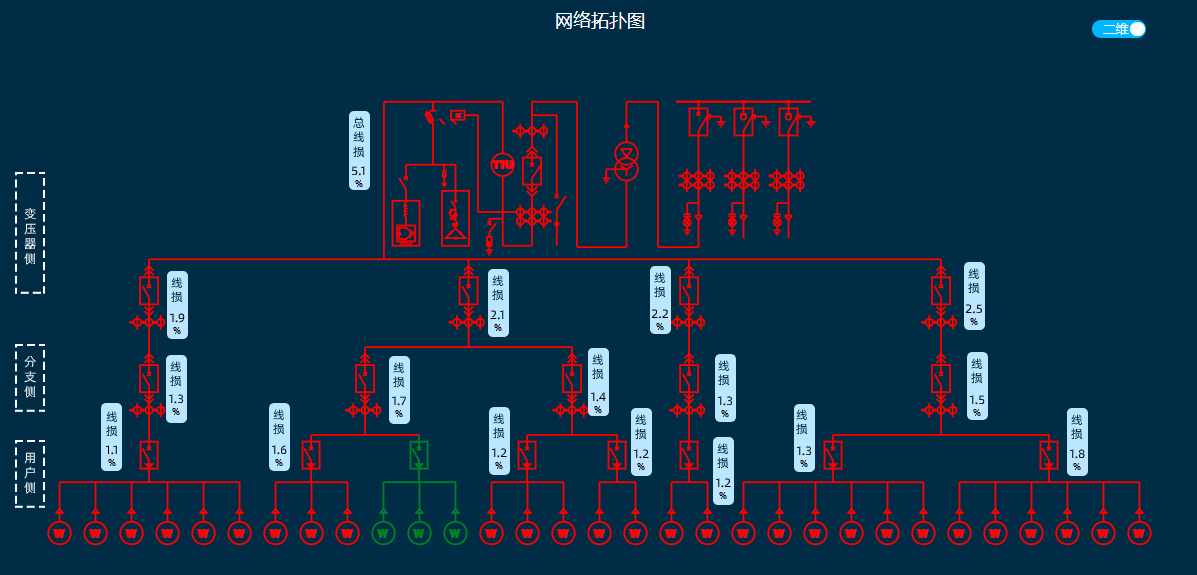 网络拓扑图
二维
总线损 5.1 %
TTU
变压器侧
线损 1.9 %
线损 2.1 %
线损 2.2 %
线损 2.5 %
分支侧
线损 1.3 %
线损 1.7 %
线损 1.4 %
线损 1.3 %
线损 1.5 %
用户侧
线损 1.1 %
线损 1.6 %
线损 1.2 %
线损 1.2 %
线损 1.2 %
线损 1.3 %
线损 1.8 %
W W W W W W W W W W W W W W W W W W W W W W W W W W W W W W W